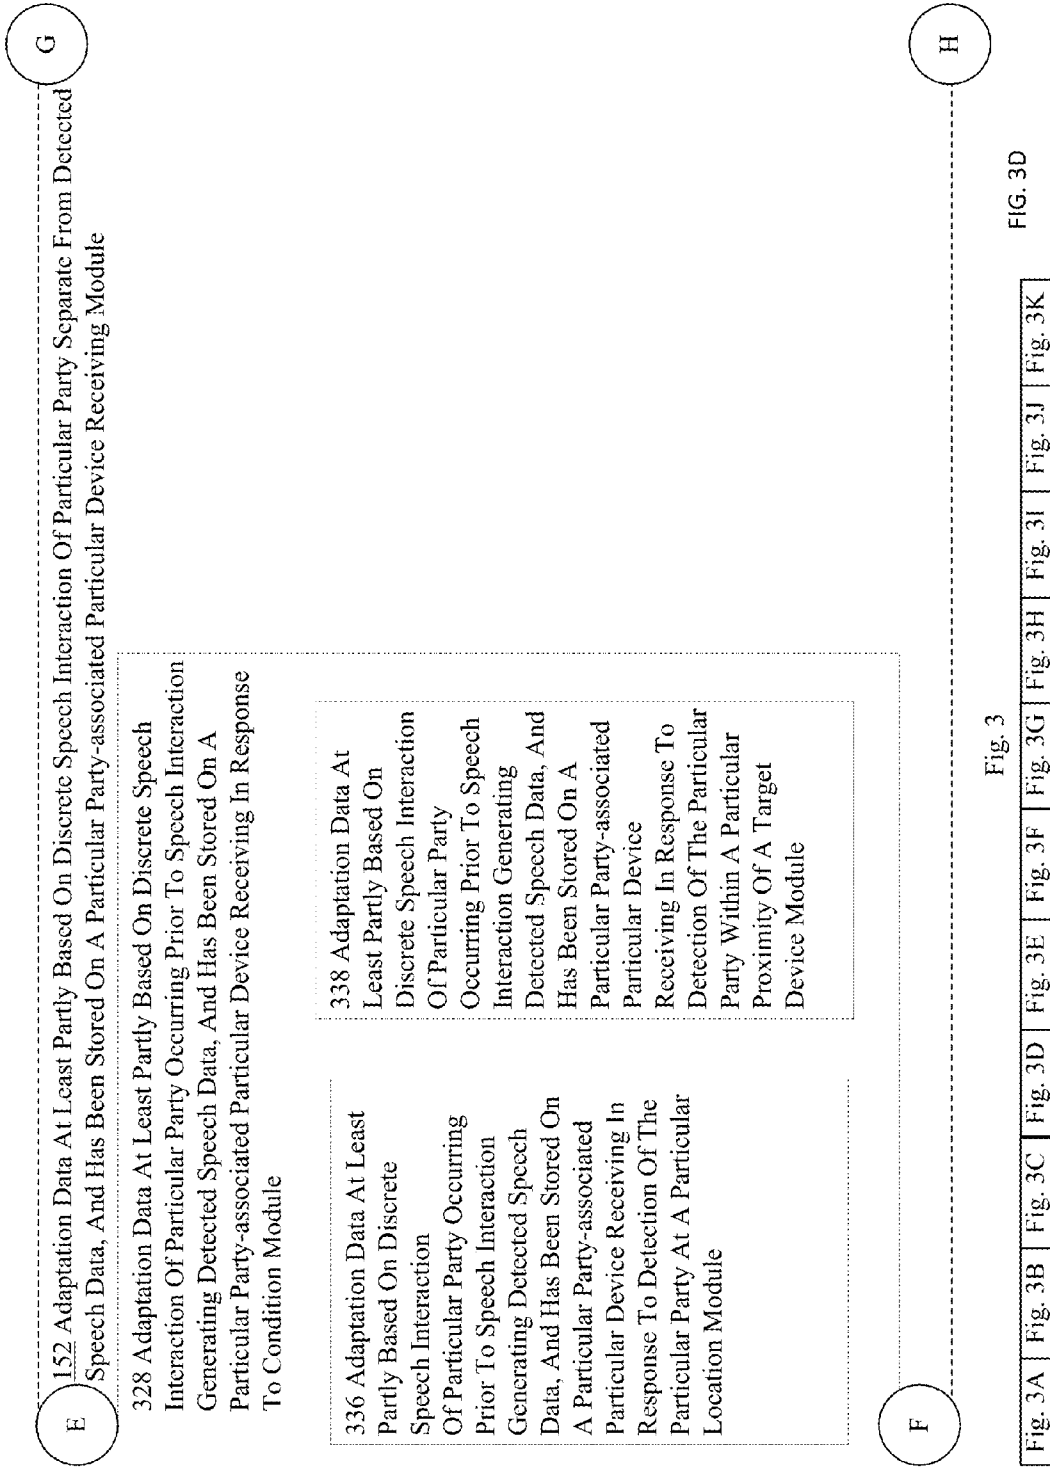 E
G
152 Adaptation Data At Least Partly Based On Discrete Speech Interaction Of Particular Party Separate From Detected
Speech Data, And Has Been Stored On A Particular Party-associated Particular Device Receiving Module
328 Adaptation Data At Least Partly Based On Discrete Speech
Interaction Of Particular Party Occurring Prior To Speech Interaction
Generating Detected Speech Data, And Has Been Stored On A
Particular Party-associated Particular Device Receiving In Response
To Condition Module
336 Adaptation Data At Least
Partly Based On Discrete
Speech Interaction
Of Particular Party Occurring
Prior To Speech Interaction
Generating Detected Speech
Data, And Has Been Stored On
A Particular Party-associated
Particular Device Receiving In
Response To Detection Of The
Particular Party At A Particular
Location Module
338 Adaptation Data At
Least Partly Based On
Discrete Speech Interaction
Of Particular Party
Occurring Prior To Speech
Interaction Generating
Detected Speech Data, And
Has Been Stored On A
Particular Party-associated
Particular Device
Receiving In Response To
Detection Of The Particular
Party Within A Particular
Proximity Of A Target
Device Module
F
H
Fig. 3
FIG. 3D
Fig. 3A Fig. 3B Fig. 3C Fig. 3D Fig. 3E Fig. 3F Fig. 3G Fig. 3H Fig. 3I Fig. 3J Fig. 3K